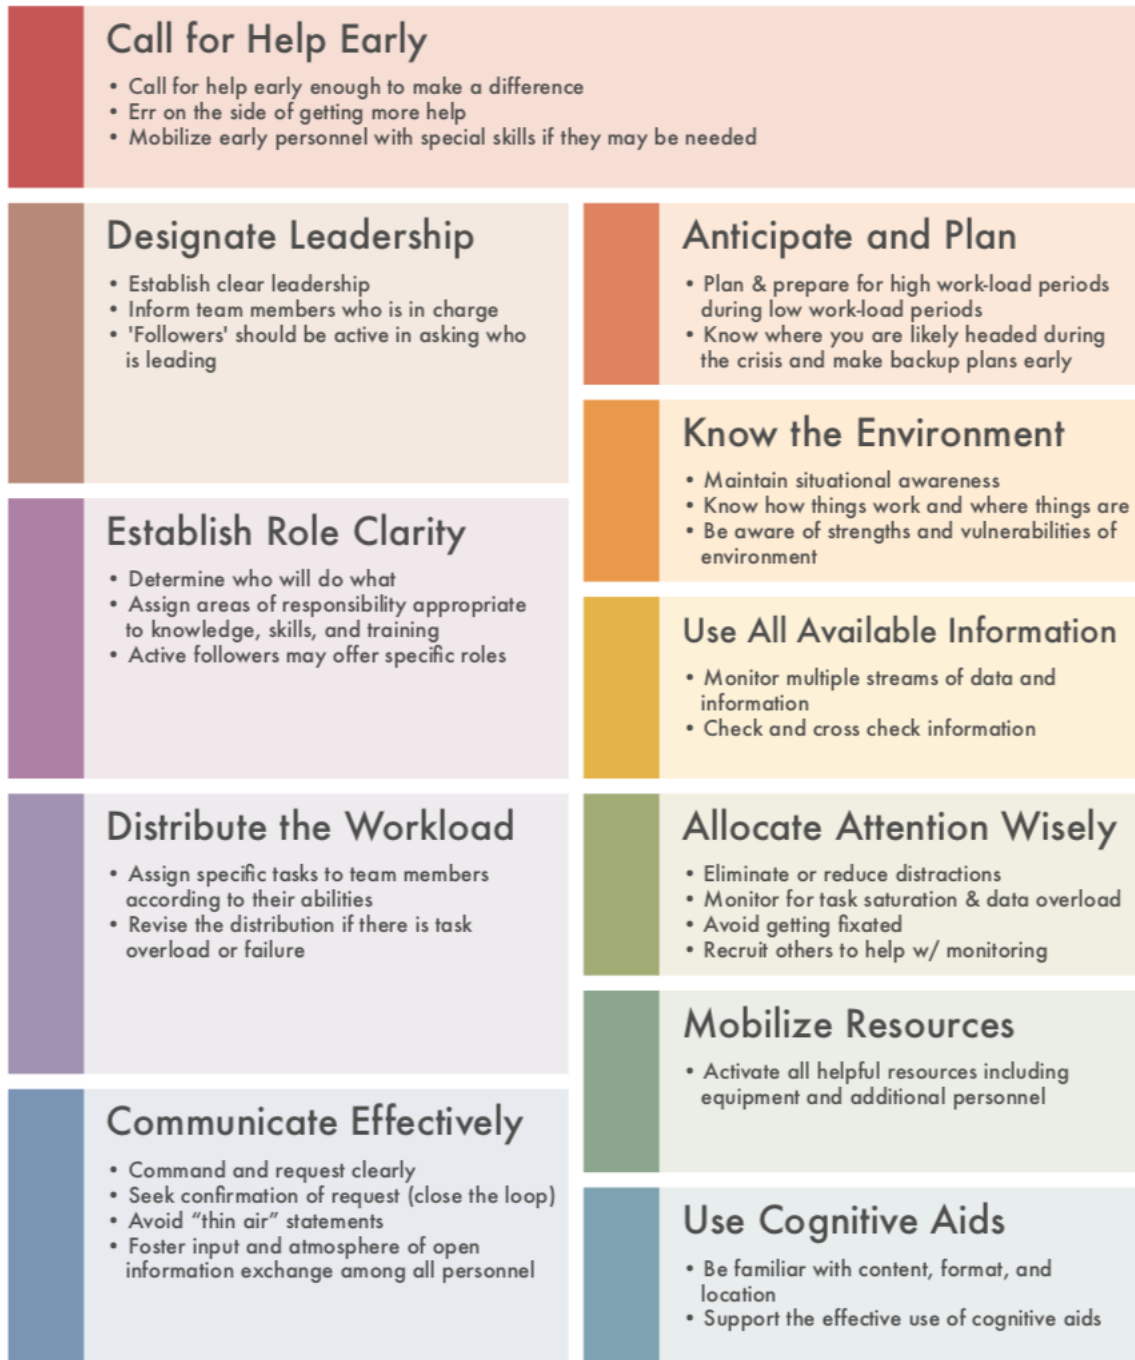 Call for Help Early
• Call for help early enough to make a difference
• Err on the side of getting more help
• Mobilize early personnel with special skills if they may be needed
Designate Leadership
• Establish clear leadership
• Inform team members who is in charge
• 'Followers' should be active in asking who
is leading
Establish Role Clarity
• Determine who will do what
• Assign areas of responsibility appropriate
to knowledge, skills, and training
• Active followers may offer specific roles
Distribute the Workload
• Assign specific tasks to team members
according to their abilities
• Revise the distribution if there is task
overload or failure
Communicate Effectively
• Command and request clearly
• Seek confirmation of request (close the loop)
• Avoid “thin air” statements
• Foster input and atmosphere of open
information exchange among all personnel
Anticipate and Plan
• Plan & prepare for high work-load periods
during low work-load periods
• Know where you are likely headed during
the crisis and make backup plans early
Know the Environment
• Maintain situational awareness
• Know how things work and where things are
• Be aware of strengths and vulnerabilities of
environment
Use All Available Information
• Monitor multiple streams of data and
information
• Check and cross check information
Allocate Attention Wisely
• Eliminate or reduce distractions
• Monitor for task saturation & data overload
• Avoid getting fixated
• Recruit others to help w/ monitoring
Mobilize Resources
• Activate all helpful resources including
equipment and additional personnel
Use Cognitive Aids
• Be familiar with content, format, and
location
• Support the effective use of cognitive aids